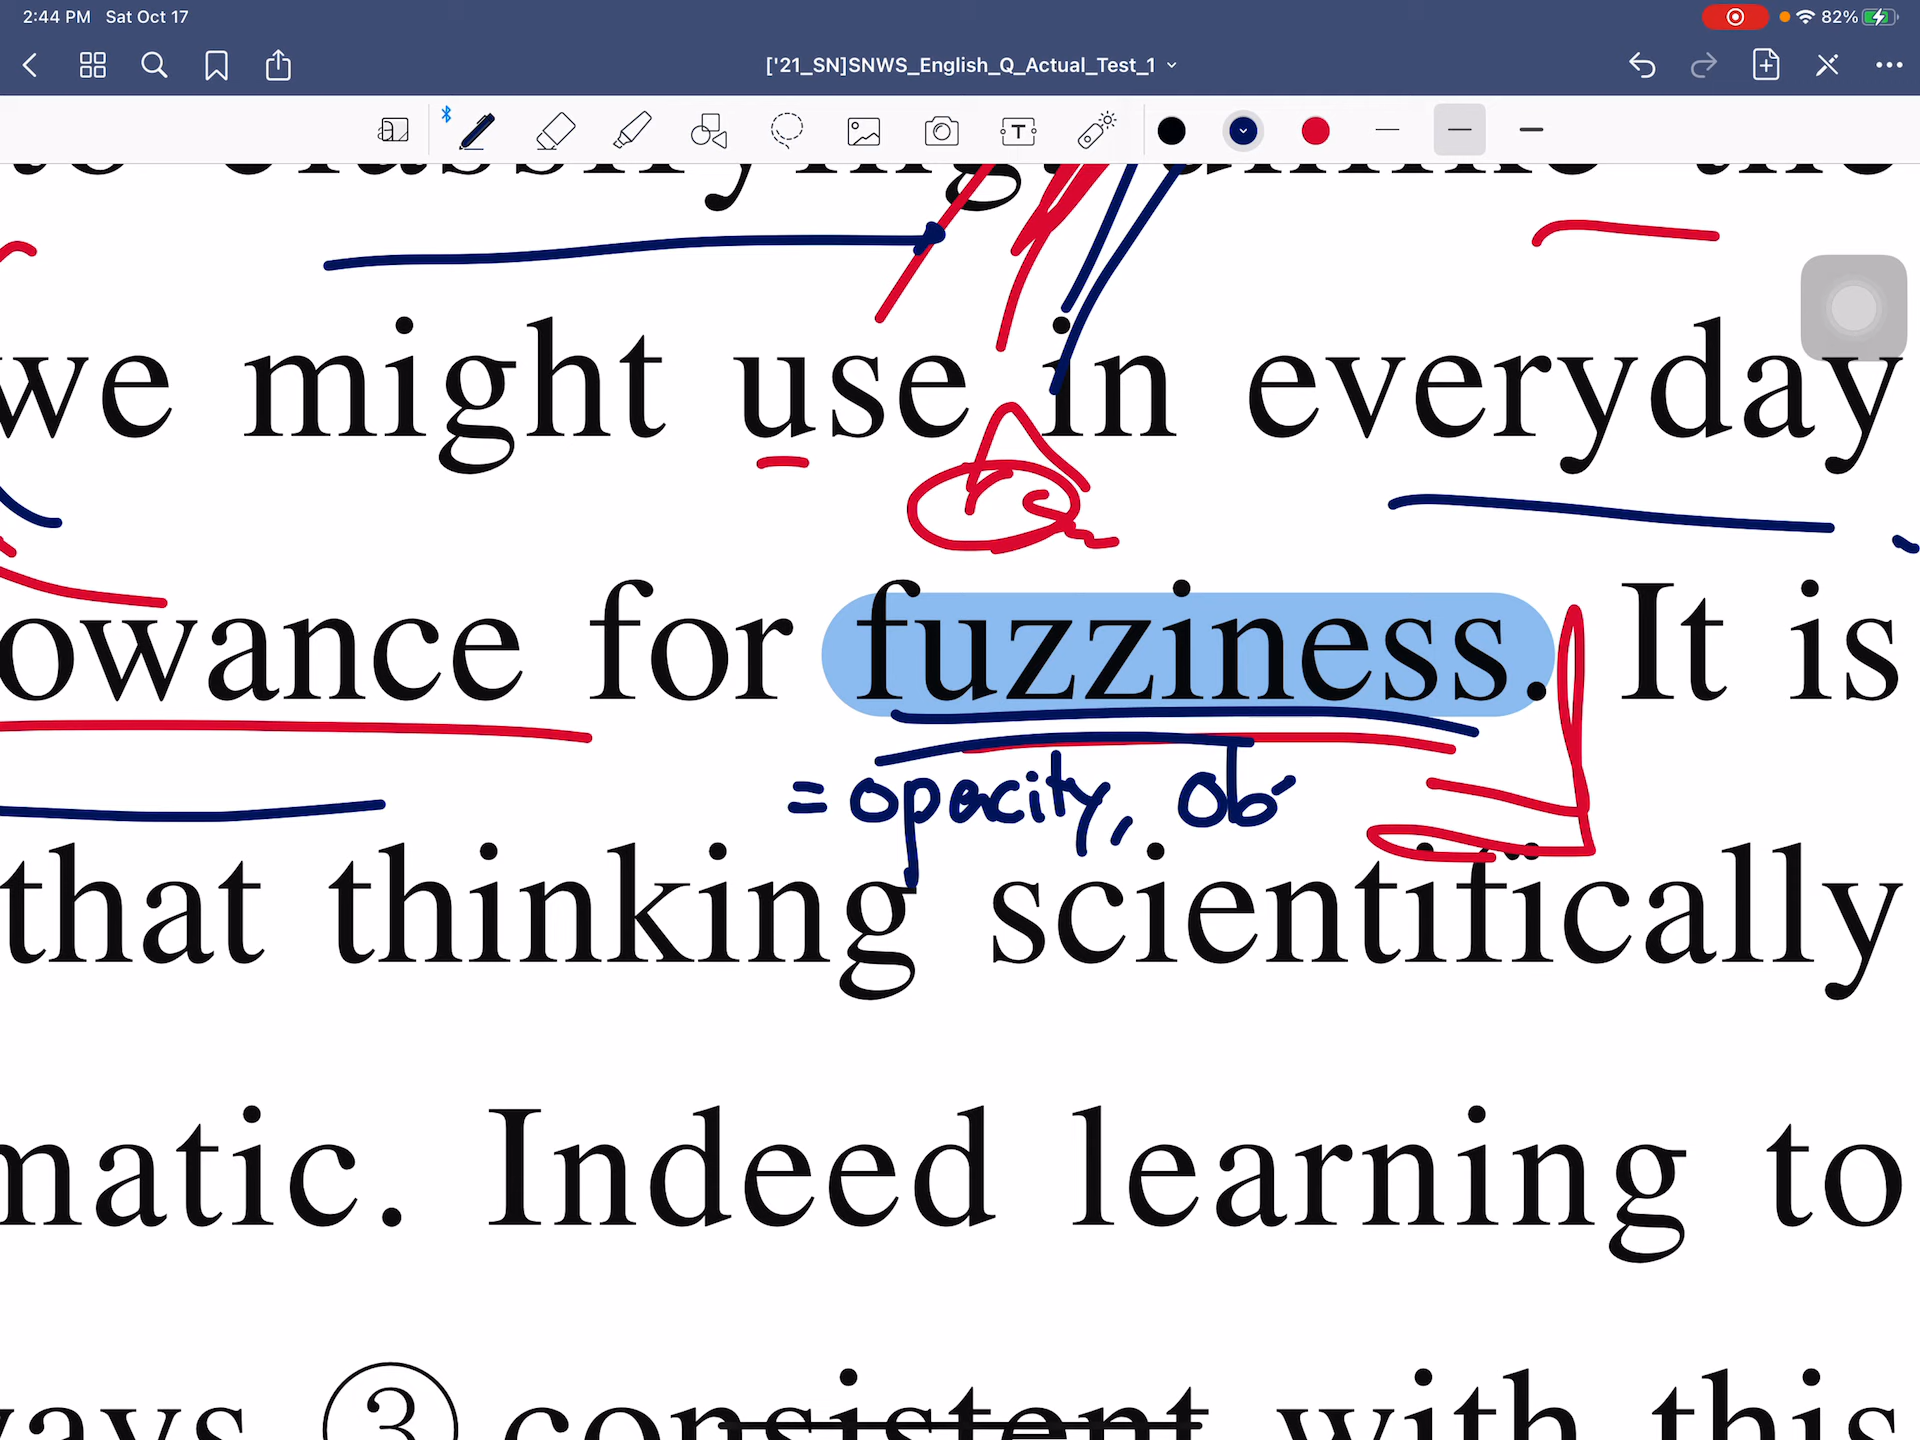 2:44 PM Sat Oct 17
82%
['21_SN]SNWS_English_Q_Actual_Test_1
T
we might use in everyday
owance for fuzziness. It is
= opacity, ob
that thinking scientifically
matic. Indeed learning to
ways ③ consistent with this